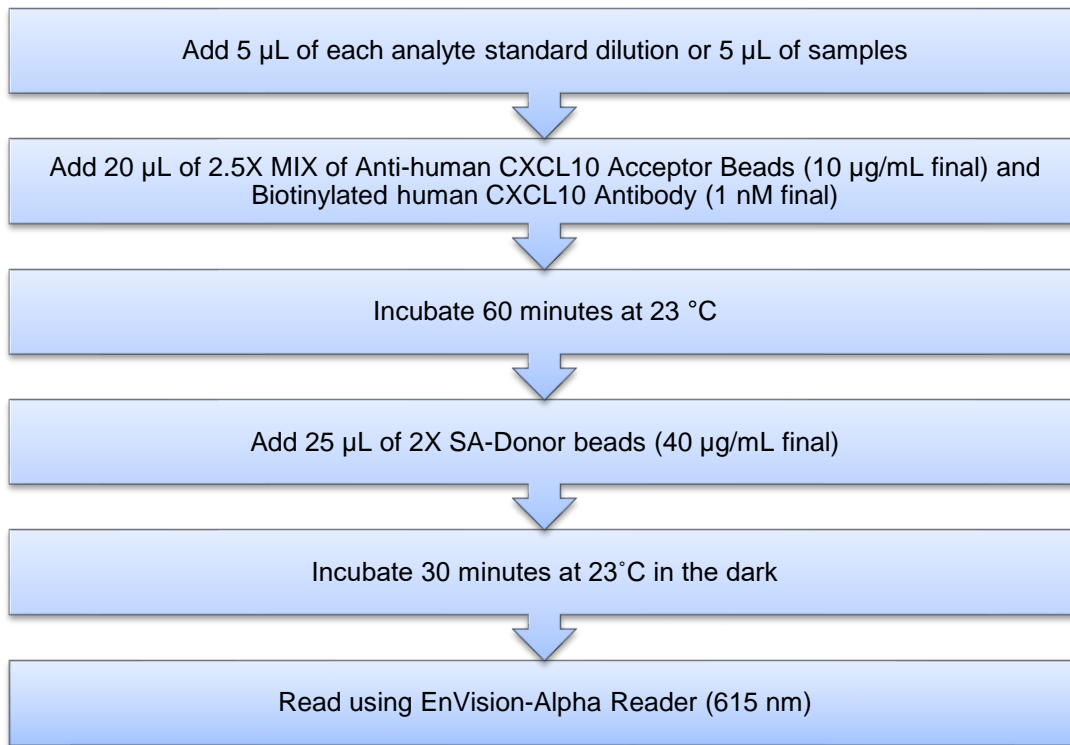 Add 5 µL of each analyte standard dilution or 5 µL of samples
Add 20 µL of 2.5X MIX of Anti-human CXCL10 Acceptor Beads (10 µg/mL final) and
Biotinylated human CXCL10 Antibody (1 nM final)
Incubate 60 minutes at 23 °C
Add 25 µL of 2X SA-Donor beads (40 µg/mL final)
Incubate 30 minutes at 23˚C in the dark
Read using EnVision-Alpha Reader (615 nm)